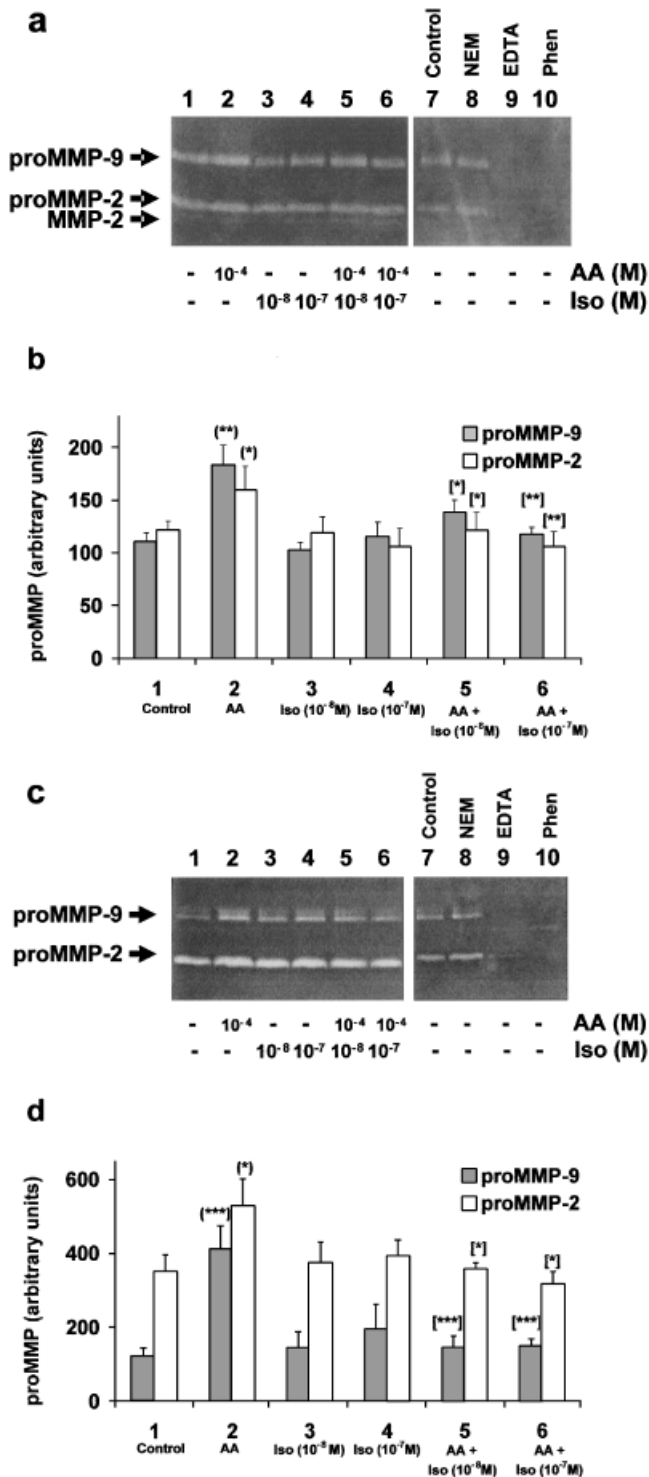 a
Control NEM EDTA Phen
1 2 3 4 5 6 7 8 9 10
proMMP-9
proMMP-2
MMP-2
- 10⁻⁴ - - 10⁻⁴ 10⁻⁴ - - - - AA (M)
- - 10⁻⁸ 10⁻⁷ 10⁻⁸ 10⁻⁷ - - - - Iso (M)
b
proMMP (arbitrary units)
200
150
100
50
0
proMMP-9
proMMP-2
(**) (*) [*] [*] [**] [**]
1 2 3 4 5 6
Control AA Iso (10⁻⁸M) Iso (10⁻⁷M) AA + AA +
Iso (10⁻⁸M) Iso (10⁻⁷M)
c
Control NEM EDTA Phen
1 2 3 4 5 6 7 8 9 10
proMMP-9
proMMP-2
- 10⁻⁴ - - 10⁻⁴ 10⁻⁴ - - - - AA (M)
- - 10⁻⁸ 10⁻⁷ 10⁻⁸ 10⁻⁷ - - - - Iso (M)
d
proMMP (arbitrary units)
600
400
200
0
proMMP-9
proMMP-2
(***) (*) [***] [*] [***] [*]
1 2 3 4 5 6
Control AA Iso (10⁻⁸M) Iso (10⁻⁷M) AA + AA +
Iso (10⁻⁸M) Iso (10⁻⁷M)